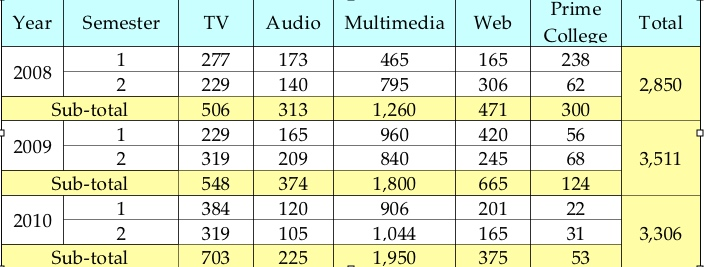 Year Semester TV Audio Multimedia Web Prime College Total
2008 1 277 173 465 165 238 2,850
2 229 140 795 306 62
Sub-total 506 313 1,260 471 300
2009 1 229 165 960 420 56 3,511
2 319 209 840 245 68
Sub-total 548 374 1,800 665 124
2010 1 384 120 906 201 22 3,306
2 319 105 1,044 165 31
Sub-total 703 225 1,950 375 53